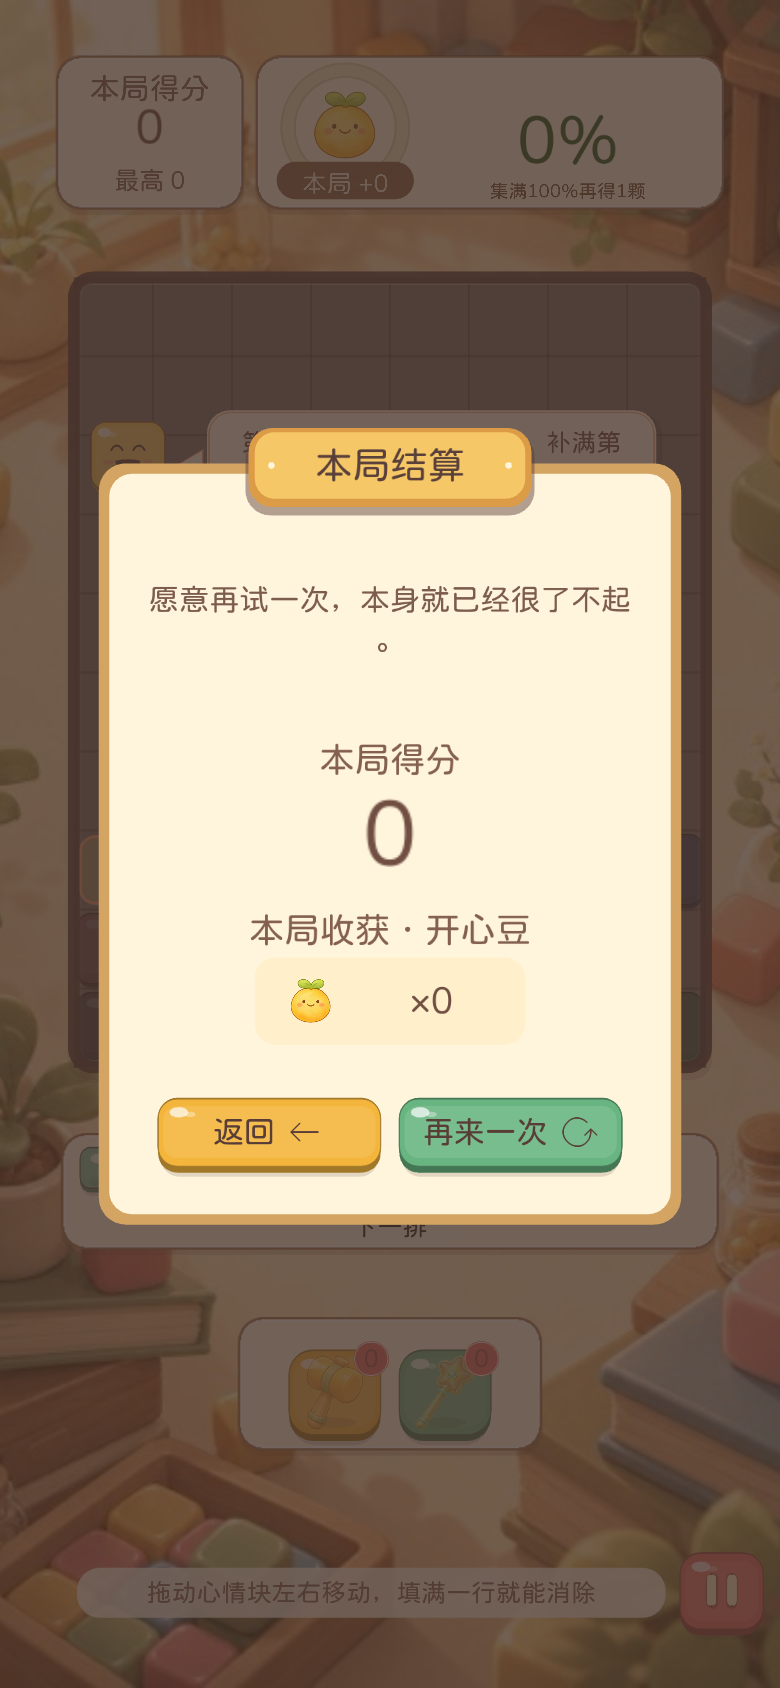 本局得分
0
最高 0
本局 +0
0%
集满100%再得1颗
补满第
本局结算
愿意再试一次，本身就已经很了不起
。
本局得分
0
本局收获·开心豆
×0
返回 ←
再来一次
下一排
0
0
拖动心情块左右移动，填满一行就能消除